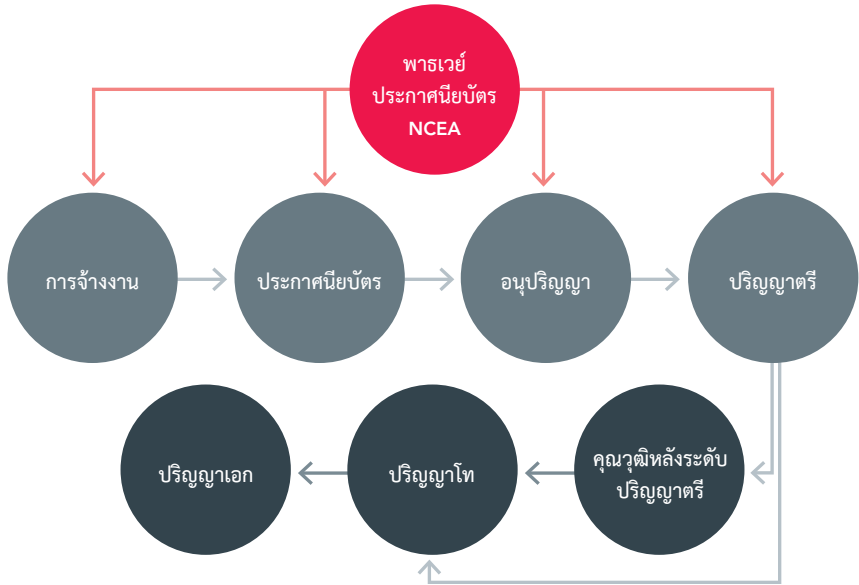 พาธเวย์
ประกาศนียบัตร
NCEA
การจ้างงาน
ประกาศนียบัตร
อนุปริญญา
ปริญญาตรี
ปริญญาเอก
ปริญญาโท
คุณวุฒิหลังระดับ
ปริญญาตรี